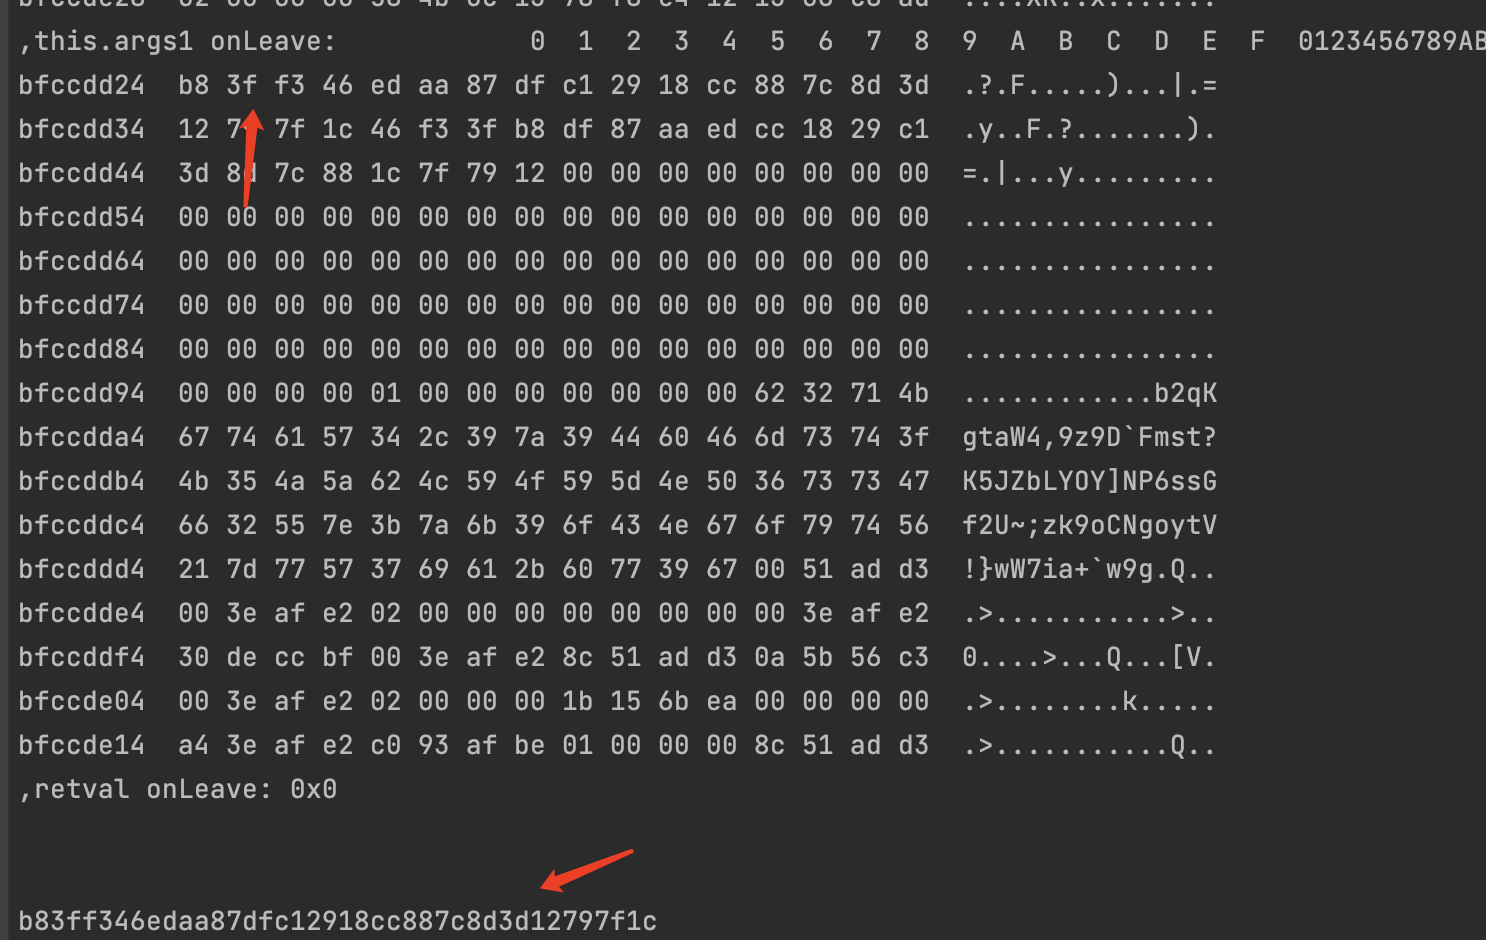 ,this.args1 onLeave:             0  1  2  3  4  5  6  7  8  9  A  B  C  D  E  F  0123456789AB
bfccdd24  b8 3f f3 46 ed aa 87 df c1 29 18 cc 88 7c 8d 3d  .?.F.....)...|.=
bfccdd34  12 7f 1c 46 f3 3f b8 df 87 aa ed cc 18 29 c1  .y..F.?.......).
bfccdd44  3d 8d 7c 88 1c 7f 79 12 00 00 00 00 00 00 00 00  =.|...y.........
bfccdd54  00 00 00 00 00 00 00 00 00 00 00 00 00 00 00 00  ................
bfccdd64  00 00 00 00 00 00 00 00 00 00 00 00 00 00 00 00  ................
bfccdd74  00 00 00 00 00 00 00 00 00 00 00 00 00 00 00 00  ................
bfccdd84  00 00 00 00 00 00 00 00 00 00 00 00 00 00 00 00  ................
bfccdd94  00 00 00 00 01 00 00 00 00 00 00 00 62 32 71 4b  ............b2qK
bfccdda4  67 74 61 57 34 2c 39 7a 39 44 60 46 6d 73 74 3f  gtaW4,9z9D`Fmst?
bfccddb4  4b 35 4a 5a 62 4c 59 4f 59 5d 4e 50 36 73 73 47  K5JZbLYOY]NP6ssG
bfccddc4  66 32 55 7e 3b 7a 6b 39 6f 43 4e 67 6f 79 74 56  f2U~;zk9oCNgoytV
bfccddd4  21 7d 77 57 37 69 61 2b 60 77 39 67 00 51 ad d3  !}wW7ia+`w9g.Q..
bfccdde4  00 3e af e2 02 00 00 00 00 00 00 00 00 3e af e2  .>...........>..
bfccddf4  30 de cc bf 00 3e af e2 8c 51 ad d3 0a 5b 56 c3  0....>...Q...[V.
bfccde04  00 3e af e2 02 00 00 00 1b 15 6b ea 00 00 00 00  .>........k.....
bfccde14  a4 3e af e2 c0 93 af be 01 00 00 00 8c 51 ad d3  .>...........Q..
,retval onLeave: 0x0
b83ff346edaa87dfc12918cc887c8d3d12797f1c